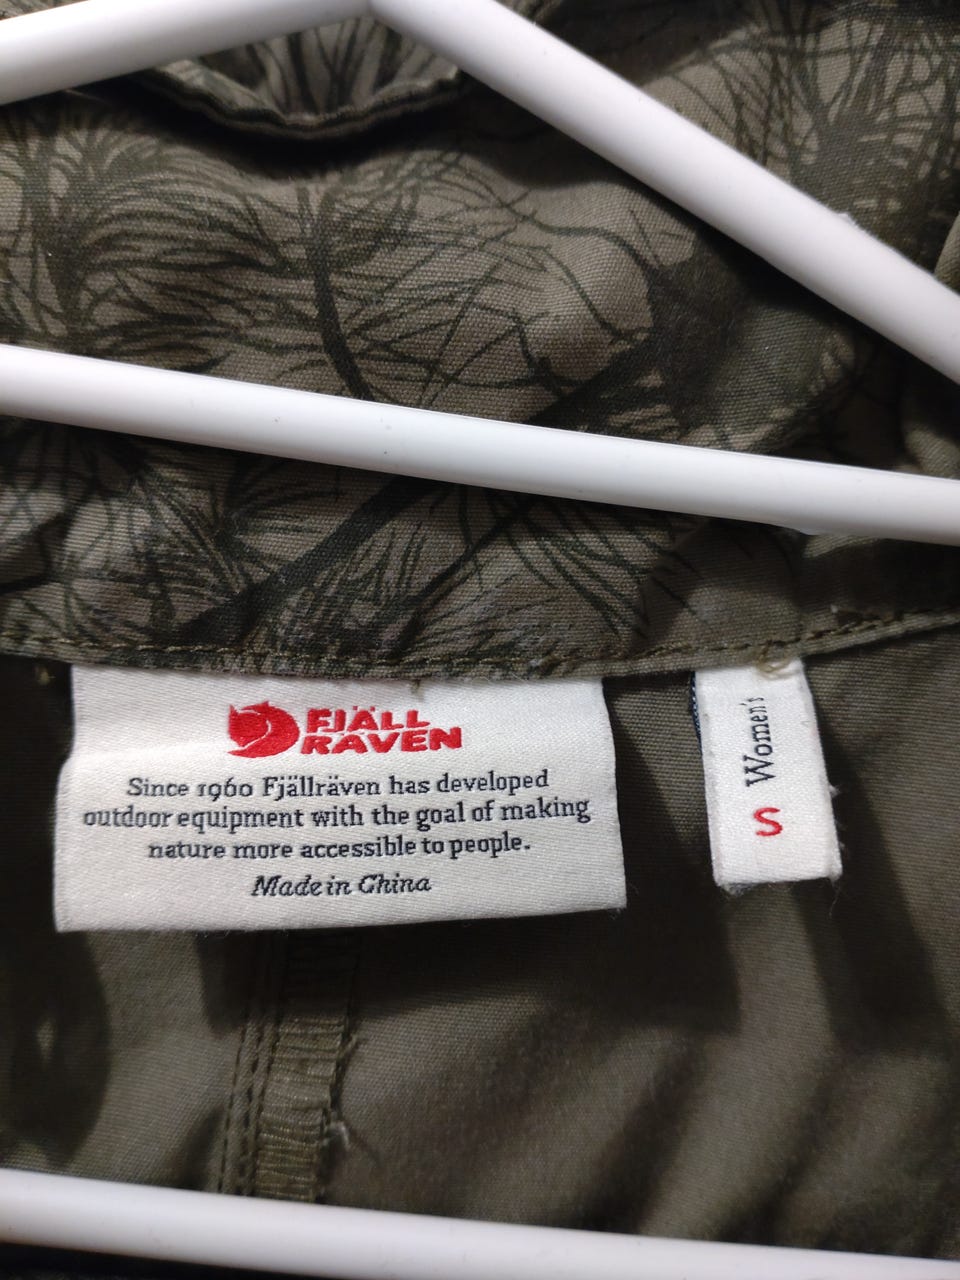 FJÄLL
RÄVEN
Since 1960 Fjällräven has developed
outdoor equipment with the goal of making
nature more accessible to people.
Made in China
Women's
S